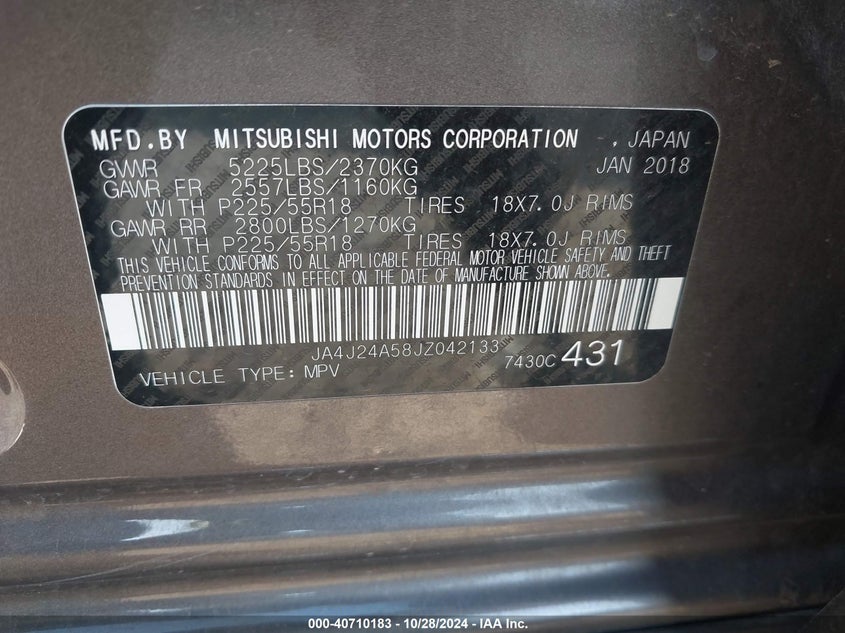 MFD.BY MITSUBISHI MOTORS CORPORATION , JAPAN
GVWR 5225LBS/2370KG JAN 2018
GAWR FR 2557LBS/1160KG
WITH P225/55R18 TIRES 18X7.0J RIMS
GAWR RR 2800LBS/1270KG
WITH P225/55R18 TIRES 18X7.0J RIMS
THIS VEHICLE CONFORMS TO ALL APPLICABLE FEDERAL MOTOR VEHICLE SAFETY AND THEFT
PREVENTION STANDARDS IN EFFECT ON THE DATE OF MANUFACTURE SHOWN ABOVE.
JA4J24A58JZ042133
7430C 431
VEHICLE TYPE: MPV
000-40710183 - 10/28/2024 - IAA Inc.